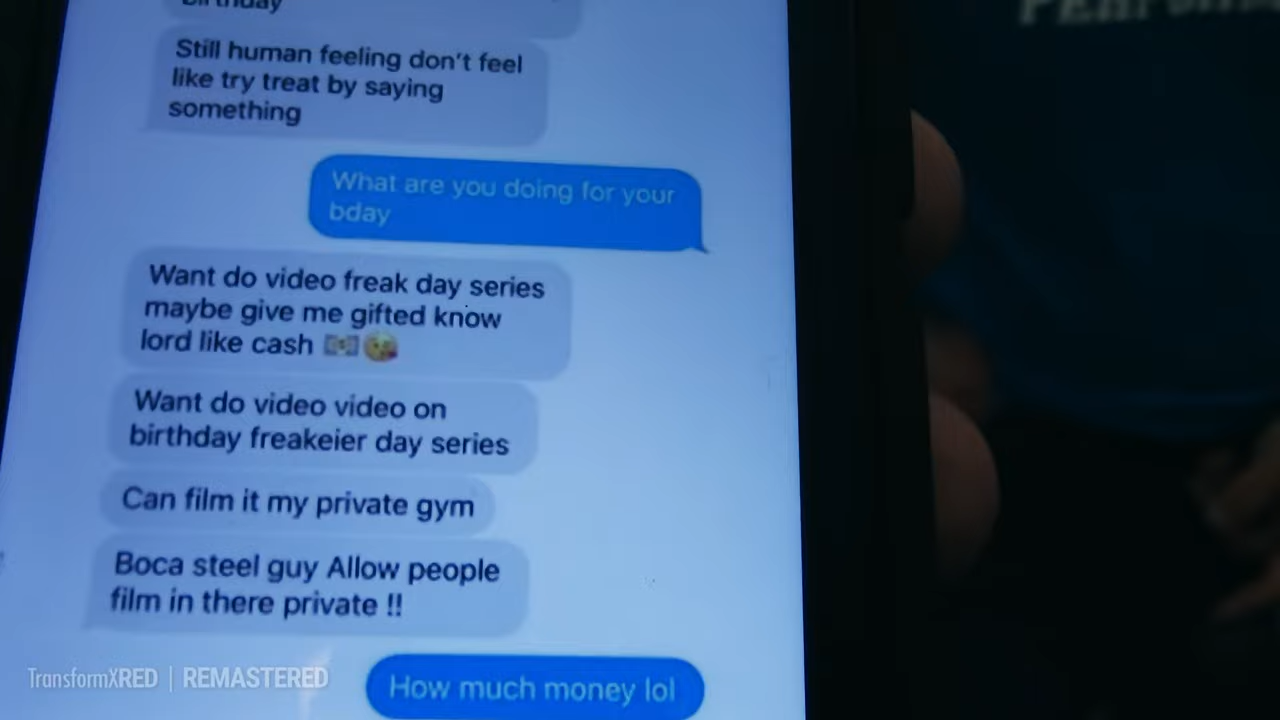 Birthday
Still human feeling don't feel
like try treat by saying
something
What are you doing for your
bday
Want do video freak day series
maybe give me gifted know
lord like cash 💵😘
Want do video video on
birthday freakeier day series
Can film it my private gym
Boca steel guy Allow people
film in there private !!
How much money lol
TransformXRED | REMASTERED